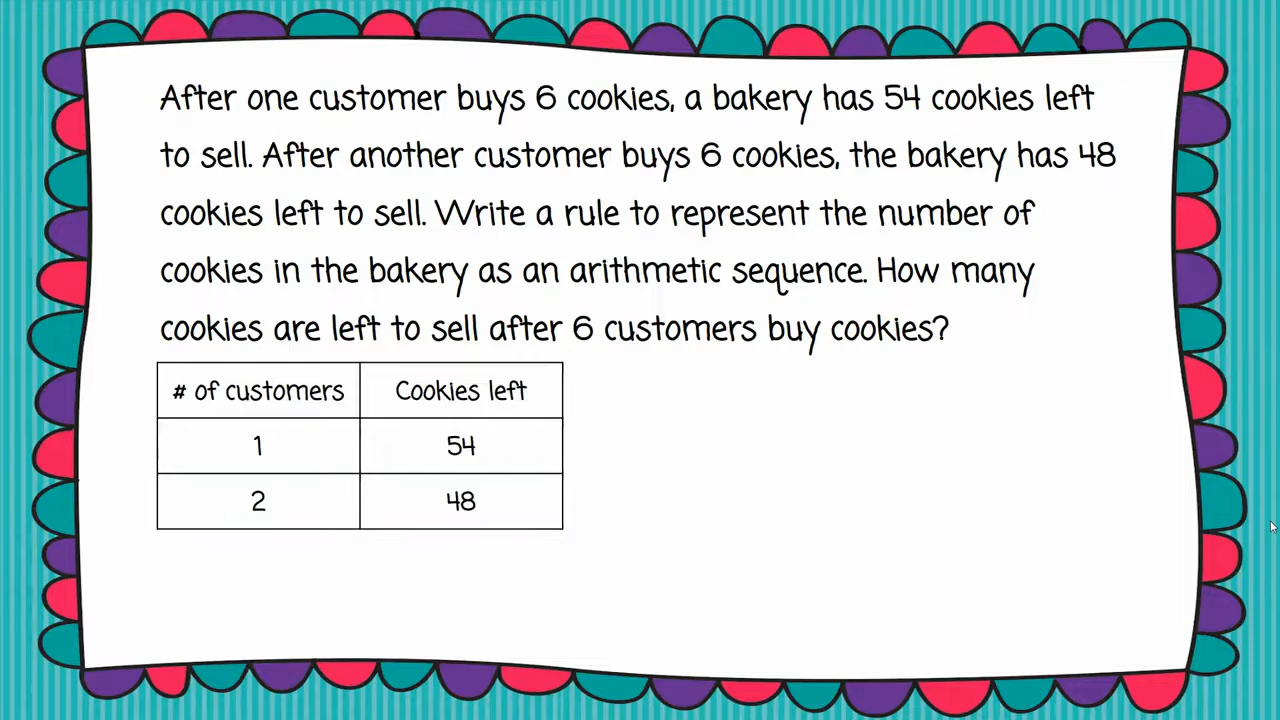 After one customer buys 6 cookies, a bakery has 54 cookies left
to sell. After another customer buys 6 cookies, the bakery has 48
cookies left to sell. Write a rule to represent the number of
cookies in the bakery as an arithmetic sequence. How many
cookies are left to sell after 6 customers buy cookies?
# of customers Cookies left
1 54
2 48